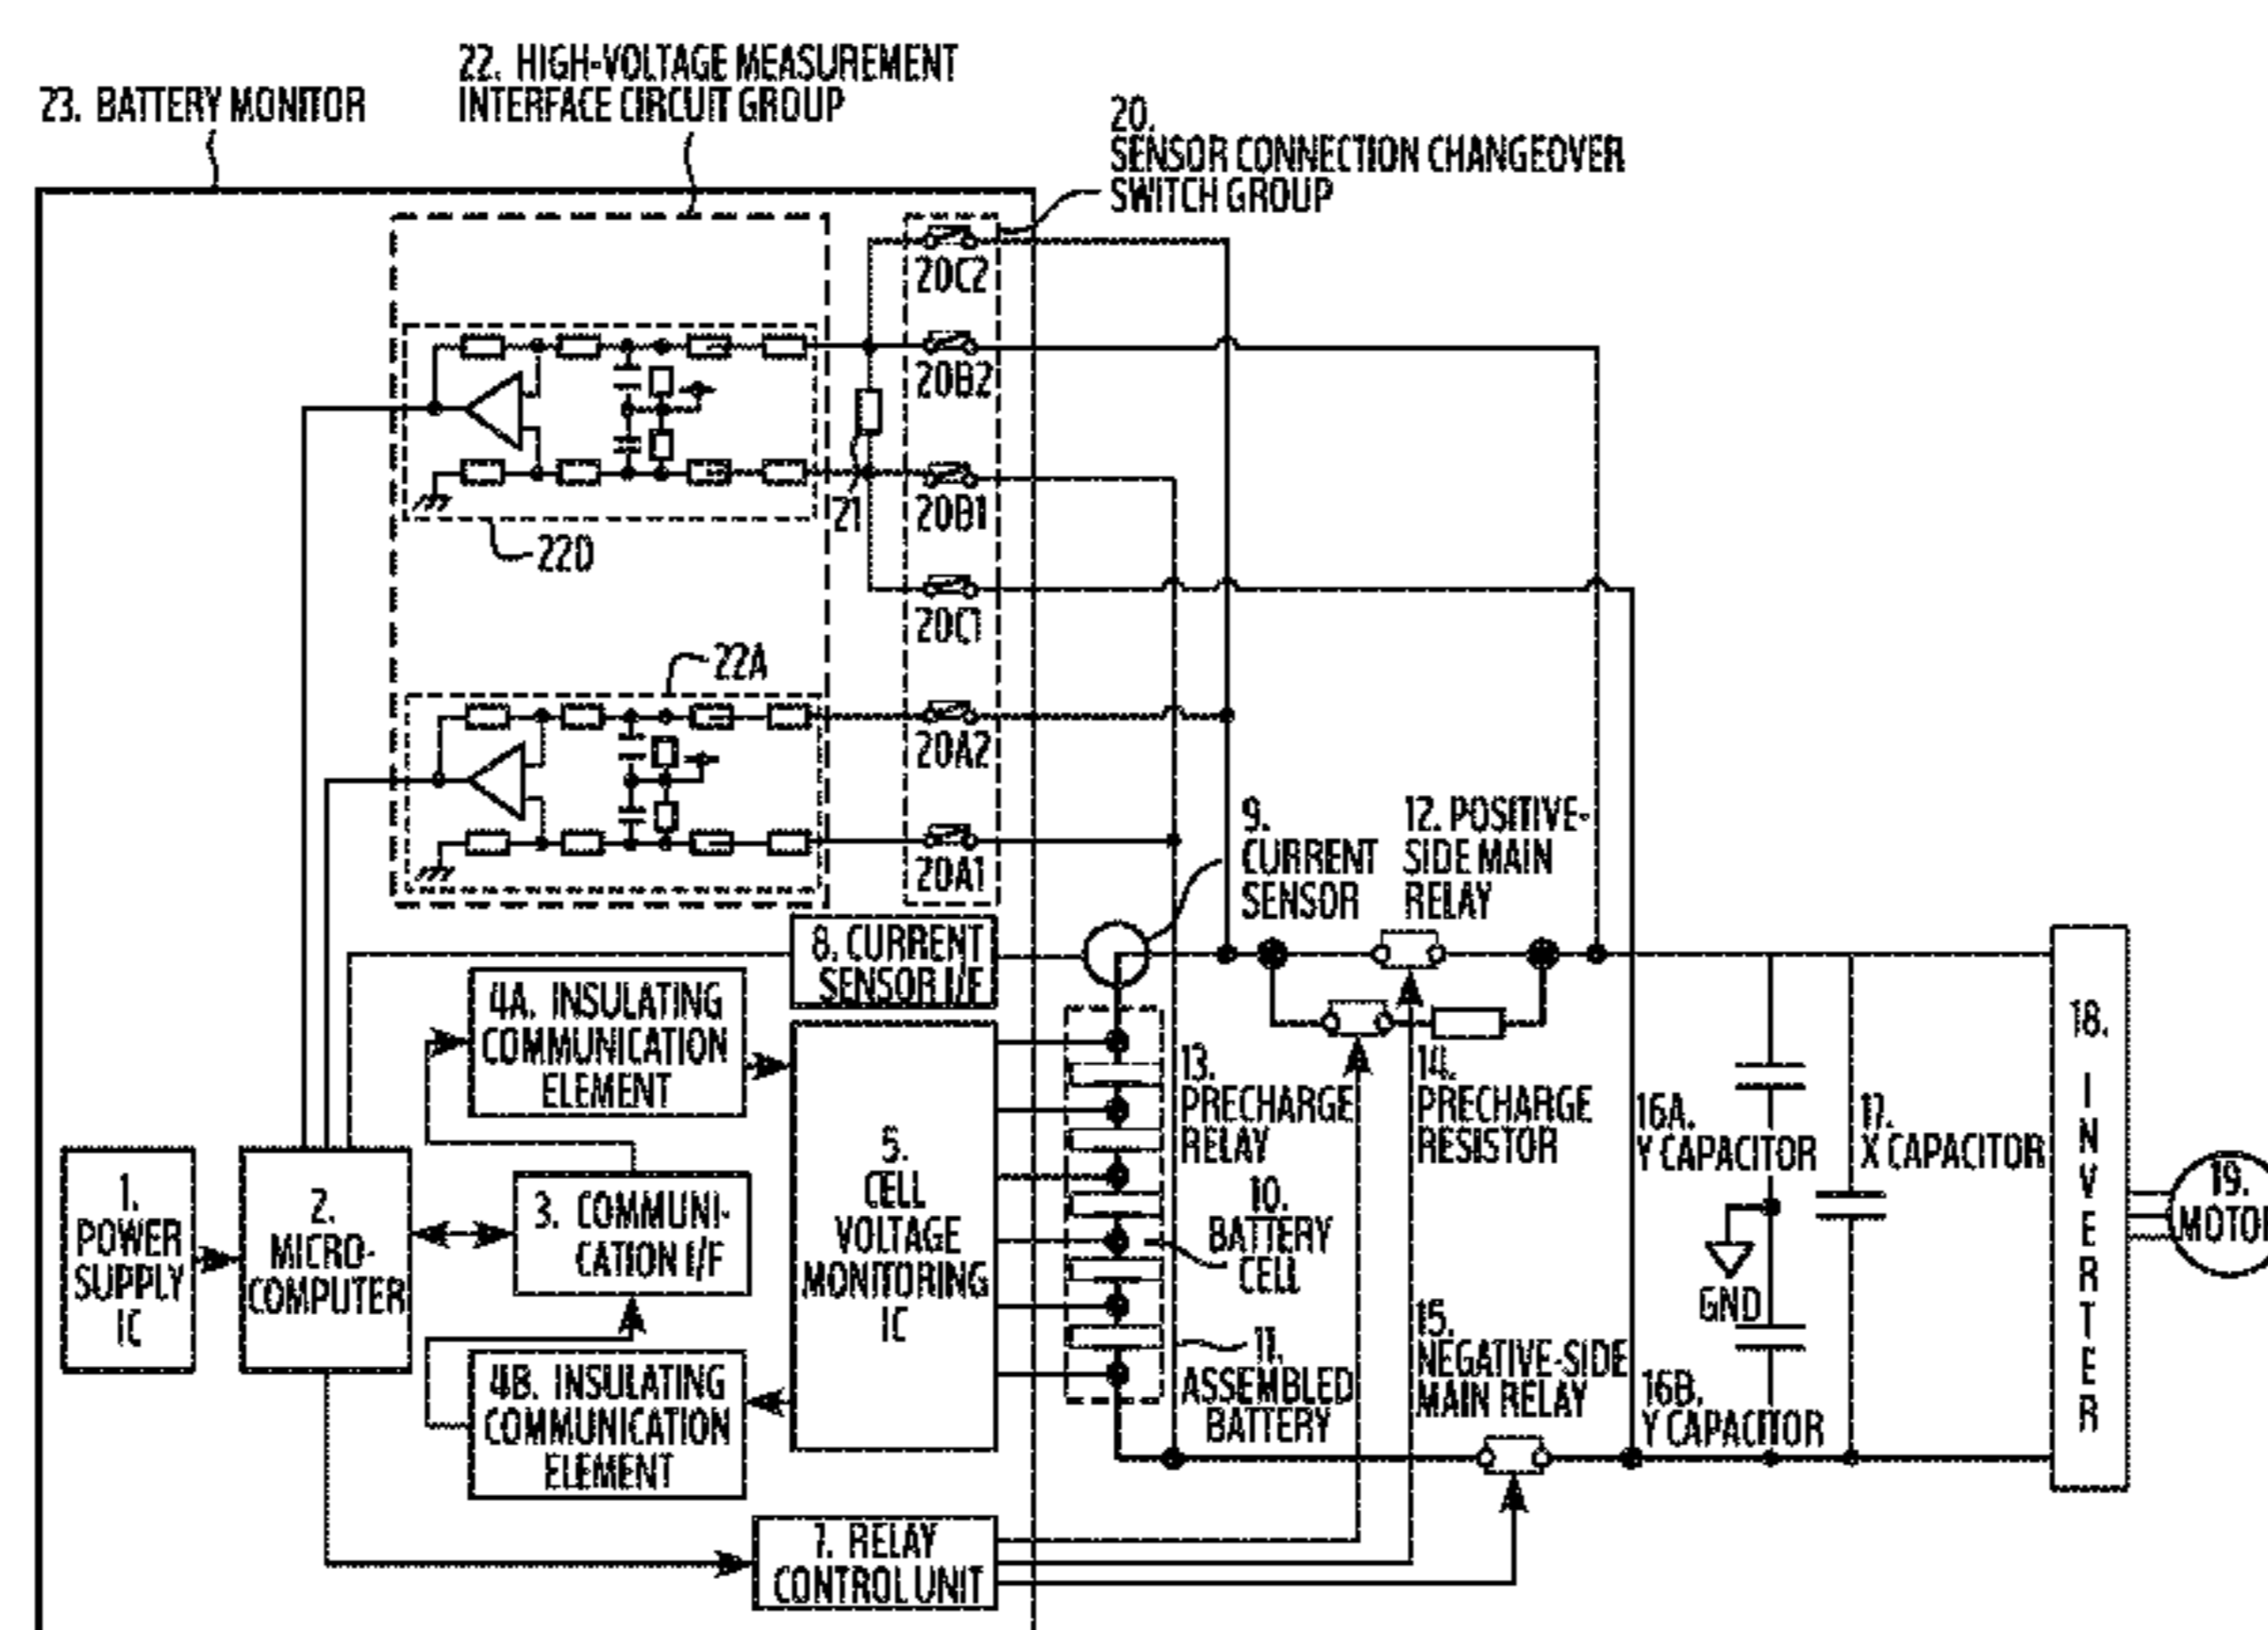 22. HIGH-VOLTAGE MEASUREMENT
INTERFACE CIRCUIT GROUP
23. BATTERY MONITOR
20.
SENSOR CONNECTION CHANGEOVER
SWITCH GROUP
20C2
20B2
21
20B1
22D
20C1
22A
20A2
20A1
9.
CURRENT
SENSOR
12. POSITIVE-
SIDE MAIN
RELAY
8. CURRENT
SENSOR I/F
4A. INSULATING
COMMUNICATION
ELEMENT
13.
PRECHARGE
RELAY
14.
PRECHARGE
RESISTOR
16A.
Y CAPACITOR
17.
X CAPACITOR
18.
INVERTER
19.
MOTO
1.
POWER
SUPPLY
IC
2.
MICRO-
COMPUTER
3. COMMUNI-
CATION I/F
5.
CELL
VOLTAGE
MONITORING
IC
10.
BATTERY
CELL
GND
11.
ASSEMBLED
BATTERY
15.
NEGATIVE-SIDE
MAIN RELAY
16B.
Y CAPACITOR
4B. INSULATING
COMMUNICATION
ELEMENT
7. RELAY
CONTROL UNIT